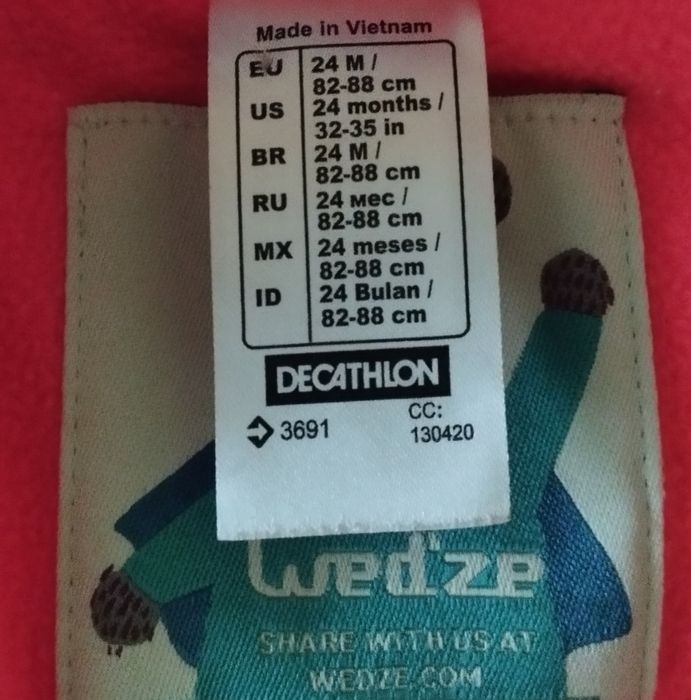 Made in Vietnam
EU 24 M /
82-88 cm
US 24 months /
32-35 in
BR 24 M /
82-88 cm
RU 24 мес /
82-88 cm
MX 24 meses /
82-88 cm
ID 24 Bulan /
82-88 cm
DECATHLON
3691 CC:
130420
Wed'ze
SHARE WITH US AT
WEDZE.COM